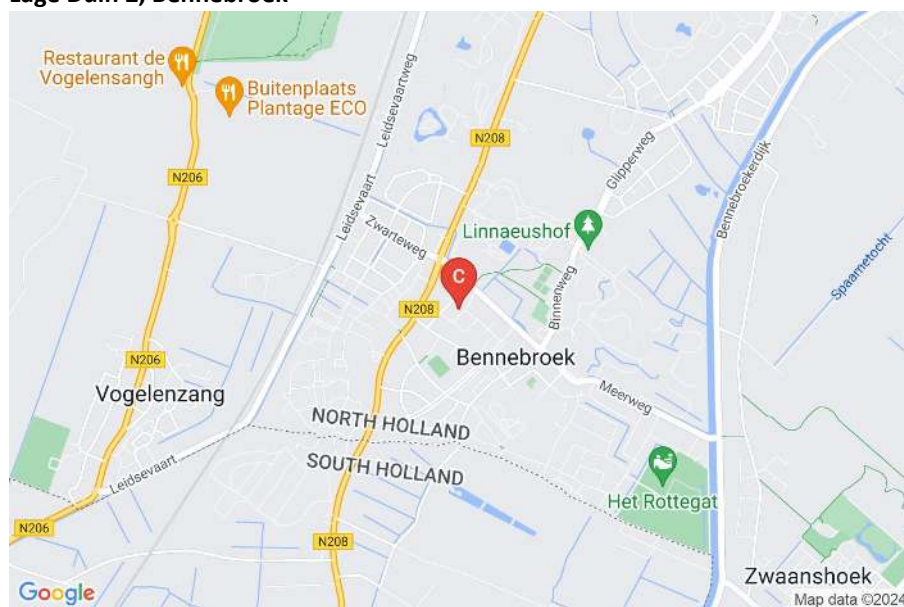 Lage Duin 2, Bennebroek
Restaurant de
Vogelensangh
Buitenplaats
Plantage ECO
Leidsevaartweg
N208
Glipperweg
Bennebroekerdijk
N206
Leidsevaart
Zwarteweg
Linnaeushof
Spaarnetocht
C
Binnenweg
N208
Bennebroek
N206
Vogelenzang
Meerweg
NORTH HOLLAND
SOUTH HOLLAND
Leidsevaart
Het Rottegat
N206
N208
Zwaanshoek
Google
Map data ©2024